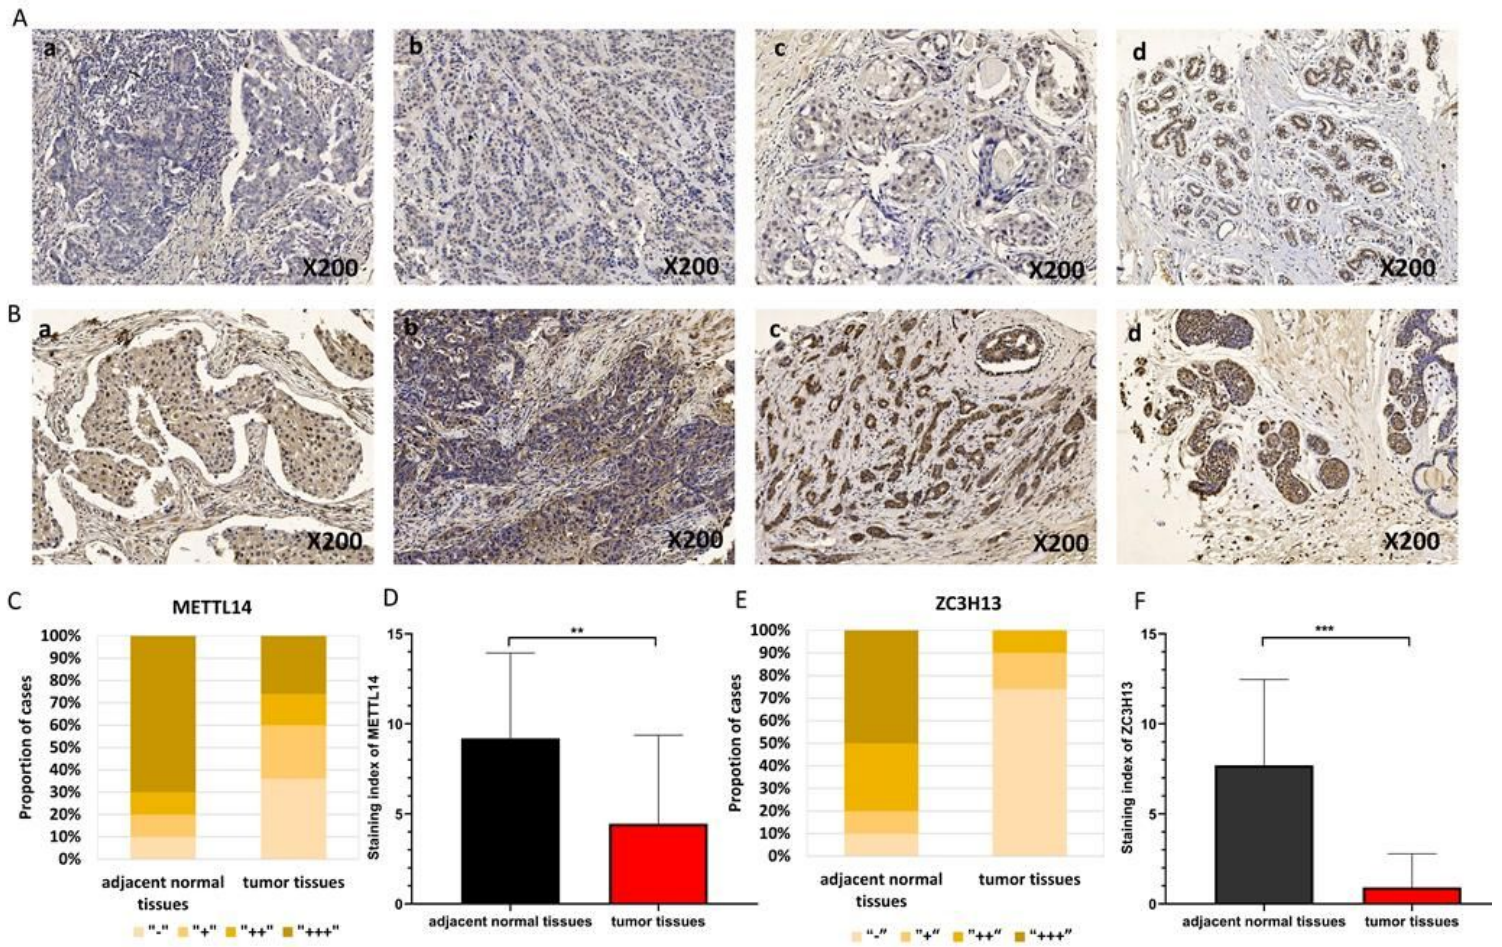 A
a
X200
b
X200
c
X200
d
X200
B
a
X200
b
X200
c
X200
d
X200
C
METTL14
Proportion of cases
100%
90%
80%
70%
60%
50%
40%
30%
20%
10%
0%
adjacent normal
tissues
tumor tissues
"-" "+" "++" "+++"
D
Staining index of METTL14
15
10
5
0
**
adjacent normal tissues
tumor tissues
E
ZC3H13
Propotion of cases
100%
90%
80%
70%
60%
50%
40%
30%
20%
10%
0%
adjacent normal
tissues
tumor tissues
"-" "+" "++" "+++"
F
Staining index of ZC3H13
15
10
5
0
***
adjacent normal tissues
tumor tissues